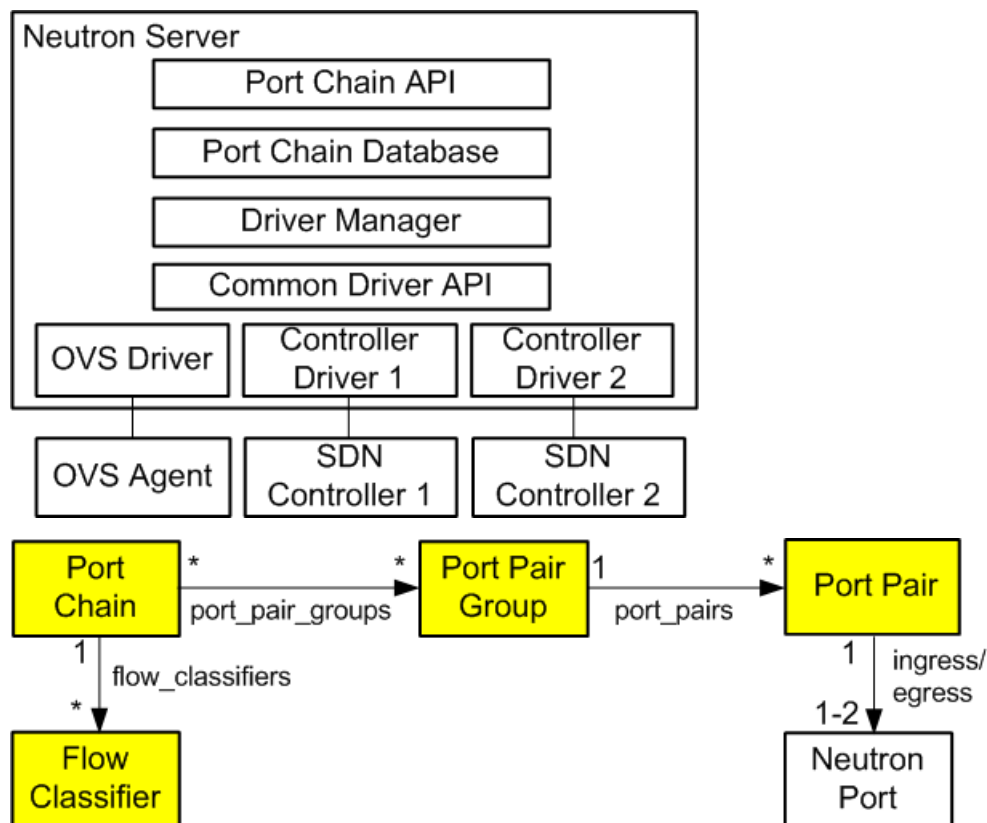 Neutron Server
Port Chain API
Port Chain Database
Driver Manager
Common Driver API
OVS Driver
Controller
Driver 1
Controller
Driver 2
OVS Agent
SDN
Controller 1
SDN
Controller 2
Port
Chain
*
*
port_pair_groups
Port Pair
Group
1
*
port_pairs
Port Pair
1
flow_classifiers
*
Flow
Classifier
1
ingress/
egress
1-2
Neutron
Port